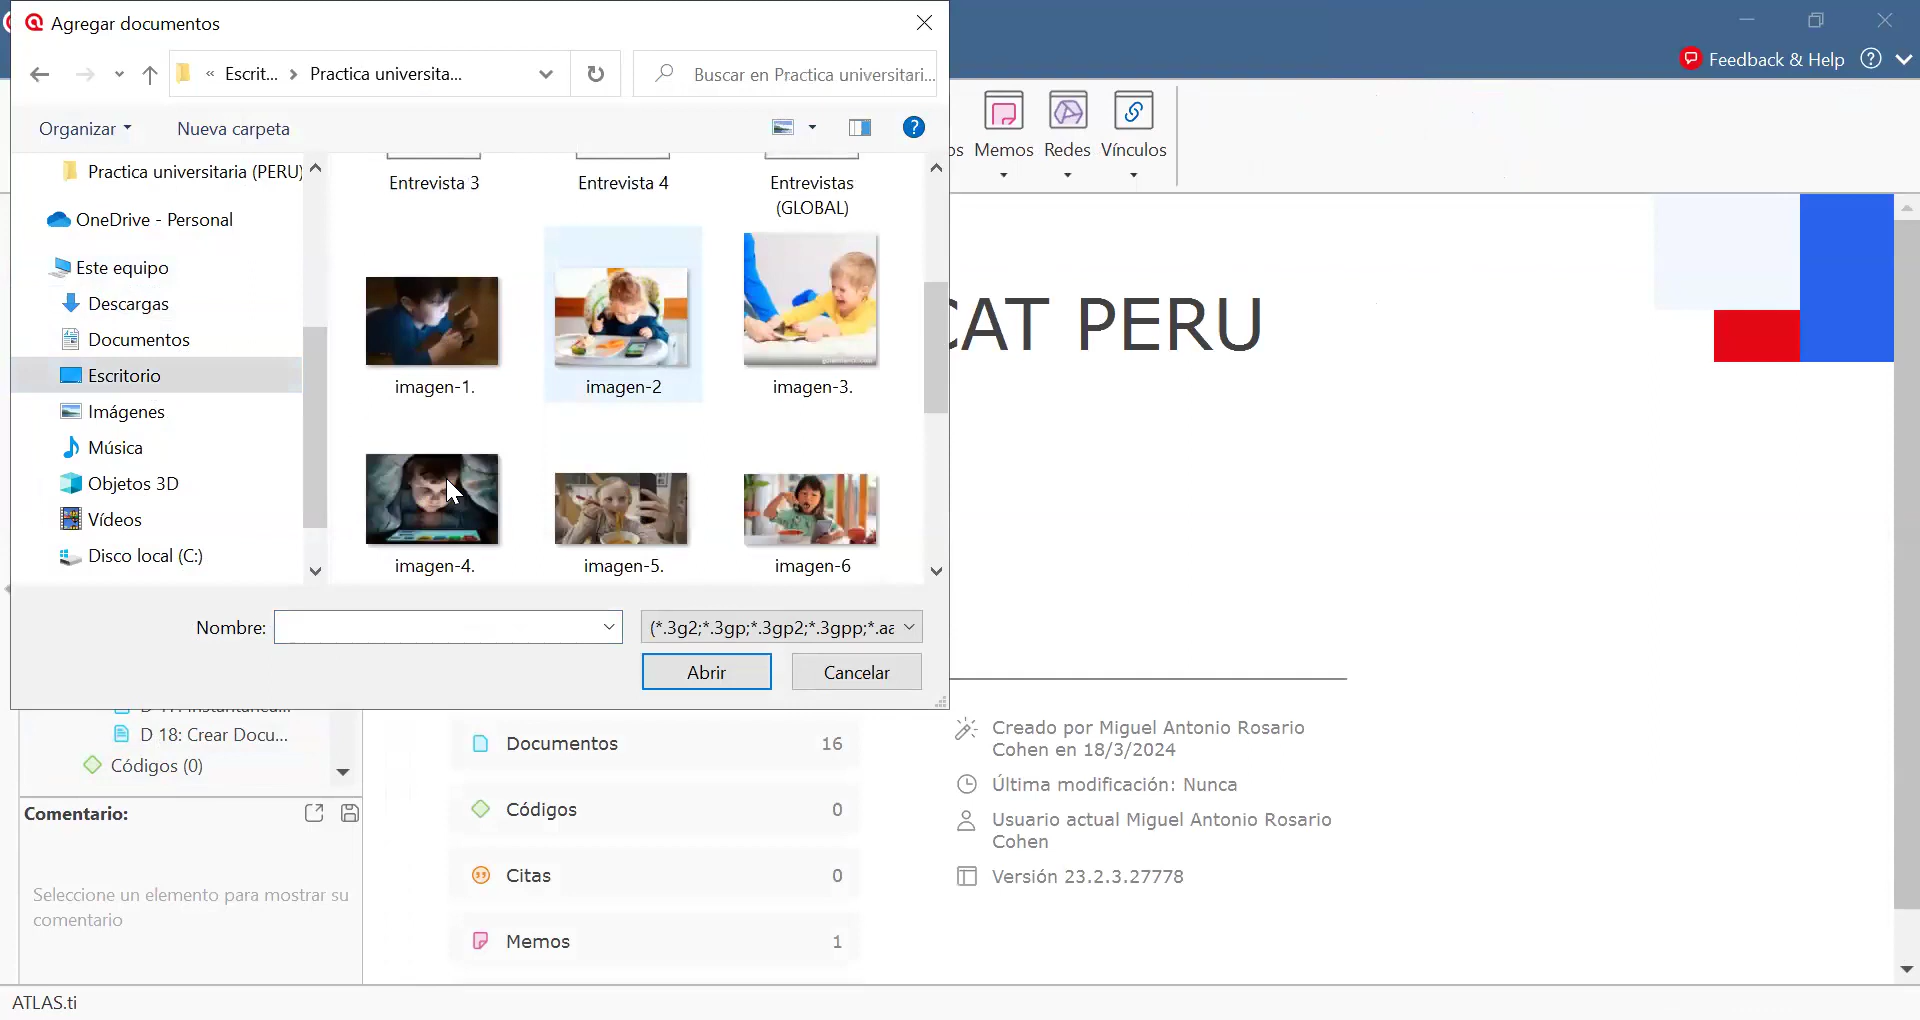 Agregar documentos
« Escrit... > Practica universita...
Buscar en Practica universitari...
Organizar
Nueva carpeta
Practica universitaria (PERU)
OneDrive - Personal
Este equipo
Descargas
Documentos
Escritorio
Imágenes
Música
Objetos 3D
Vídeos
Disco local (C:)
Entrevista 3
Entrevista 4
Entrevistas
(GLOBAL)
imagen-1.
imagen-2
imagen-3.
imagen-4.
imagen-5.
imagen-6
Nombre:
(*.3g2;*.3gp;*.3gp2;*.3gpp;*.aa
Abrir
Cancelar
Feedback & Help
os
Memos
Redes
Vínculos
CAT PERU
D 18: Crear Docu...
Códigos (0)
Comentario:
Seleccione un elemento para mostrar su
comentario
Documentos 16
Códigos 0
Citas 0
Memos 1
Creado por Miguel Antonio Rosario
Cohen en 18/3/2024
Última modificación: Nunca
Usuario actual Miguel Antonio Rosario
Cohen
Versión 23.2.3.27778
ATLAS.ti